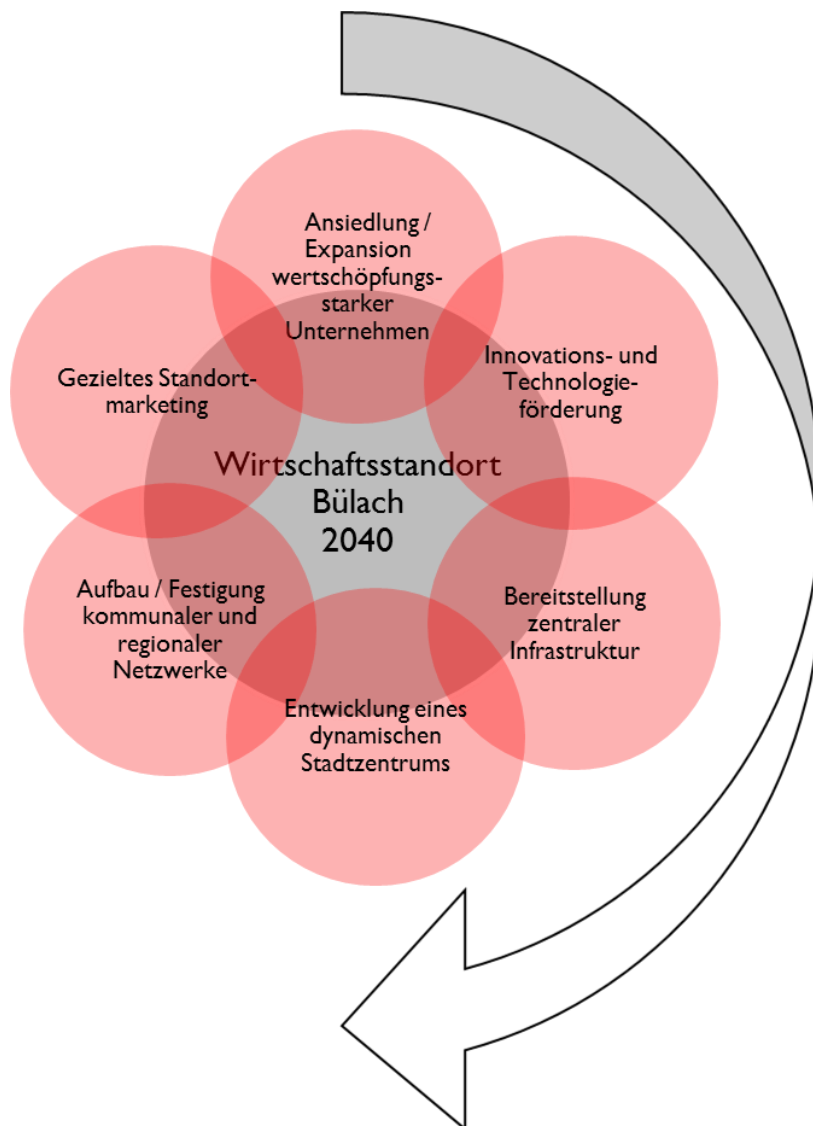 Ansiedlung /
Expansion
wertschöpfungs-
starker
Unternehmen
Innovations- und
Technologie-
förderung
Gezieltes Standort-
marketing
Wirtschaftsstandort
Bülach
2040
Aufbau / Festigung
kommunaler und
regionaler
Netzwerke
Bereitstellung
zentraler
Infrastruktur
Entwicklung eines
dynamischen
Stadtzentrums